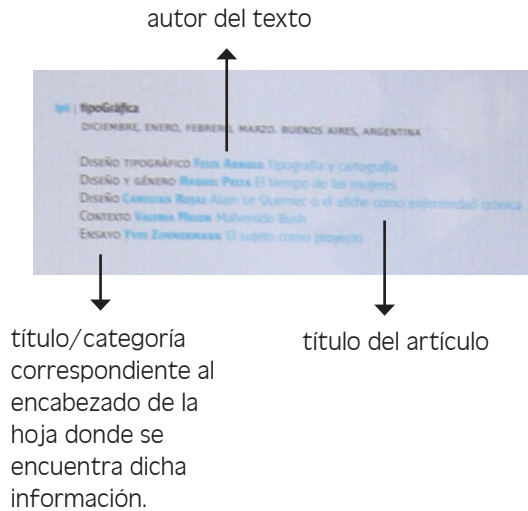 autor del texto
tp6 | tipoGráfica
DICIEMBRE, ENERO, FEBRERO, MARZO. BUENOS AIRES, ARGENTINA
DISEÑO TIPOGRÁFICO FELIX ARNOLD Tipografía y cartografía
DISEÑO Y GÉNERO RAQUEL PELTA El tiempo de las mujeres
DISEÑO CAROLINA ROJAS Alain Le Quernec o el afiche como enfermedad crónica
CONTEXTO VALERIA MELON Malvenido Bush
ENSAYO YVES ZIMMERMANN El sujeto como proyecto
título/categoría
correspondiente al
encabezado de la
hoja donde se
encuentra dicha
información.
título del artículo